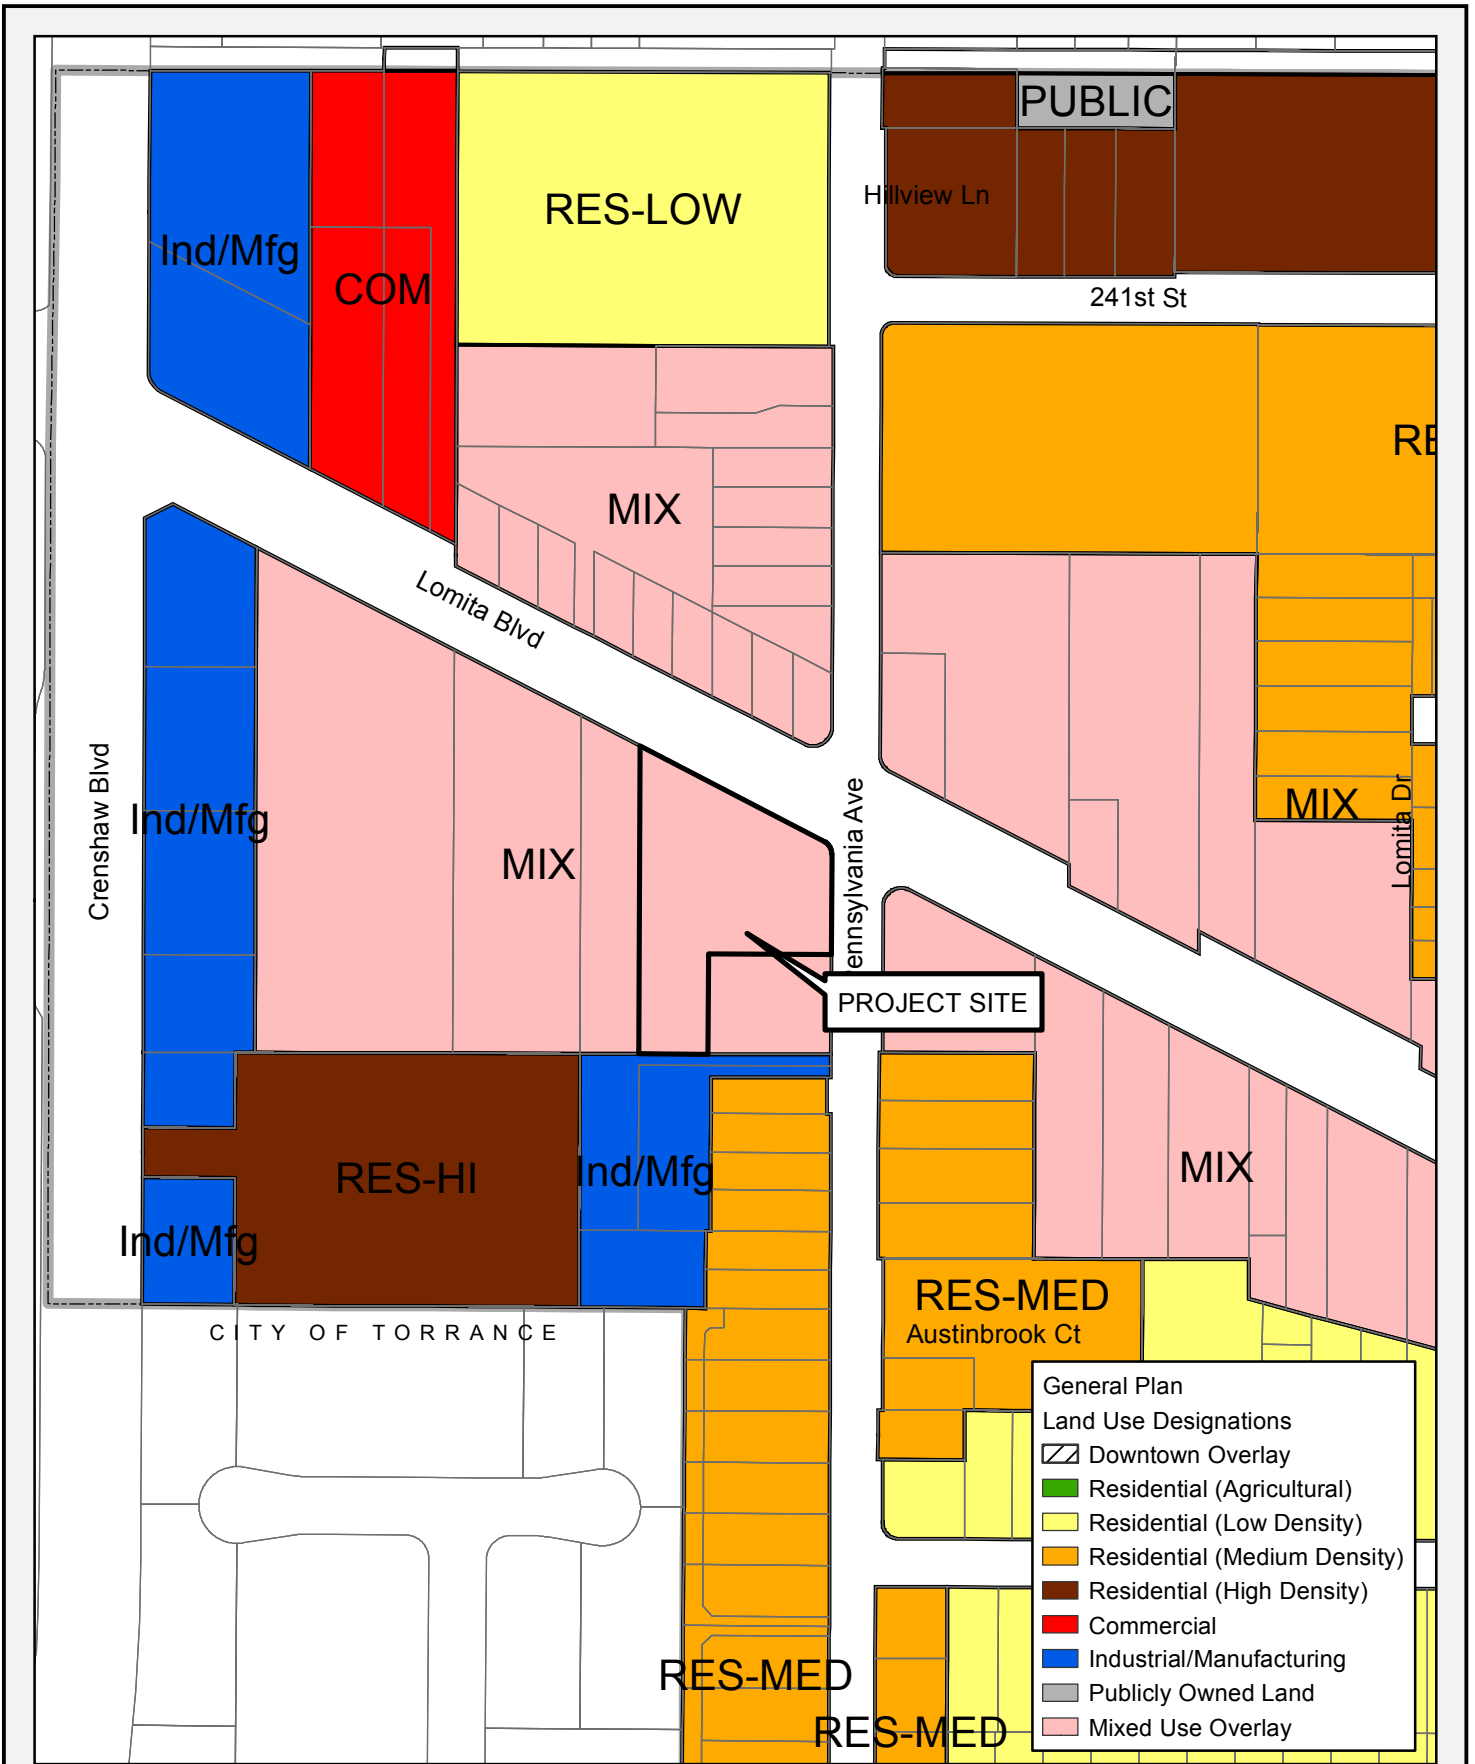 PUBLIC
Hillview Ln
RES-LOW
Ind/Mfg
COM
241st St
RE
MIX
Lomita Blvd
Crenshaw Blvd
Ind/Mfg
MIX
ennsylvania Ave
MIX
Lomita Dr
PROJECT SITE
RES-HI
Ind/Mfg
MIX
Ind/Mfg
CITY OF TORRANCE
RES-MED
Austinbrook Ct
General Plan
Land Use Designations
Downtown Overlay
Residential (Agricultural)
Residential (Low Density)
Residential (Medium Density)
Residential (High Density)
Commercial
Industrial/Manufacturing
Publicly Owned Land
Mixed Use Overlay
RES-MED
RES-MED